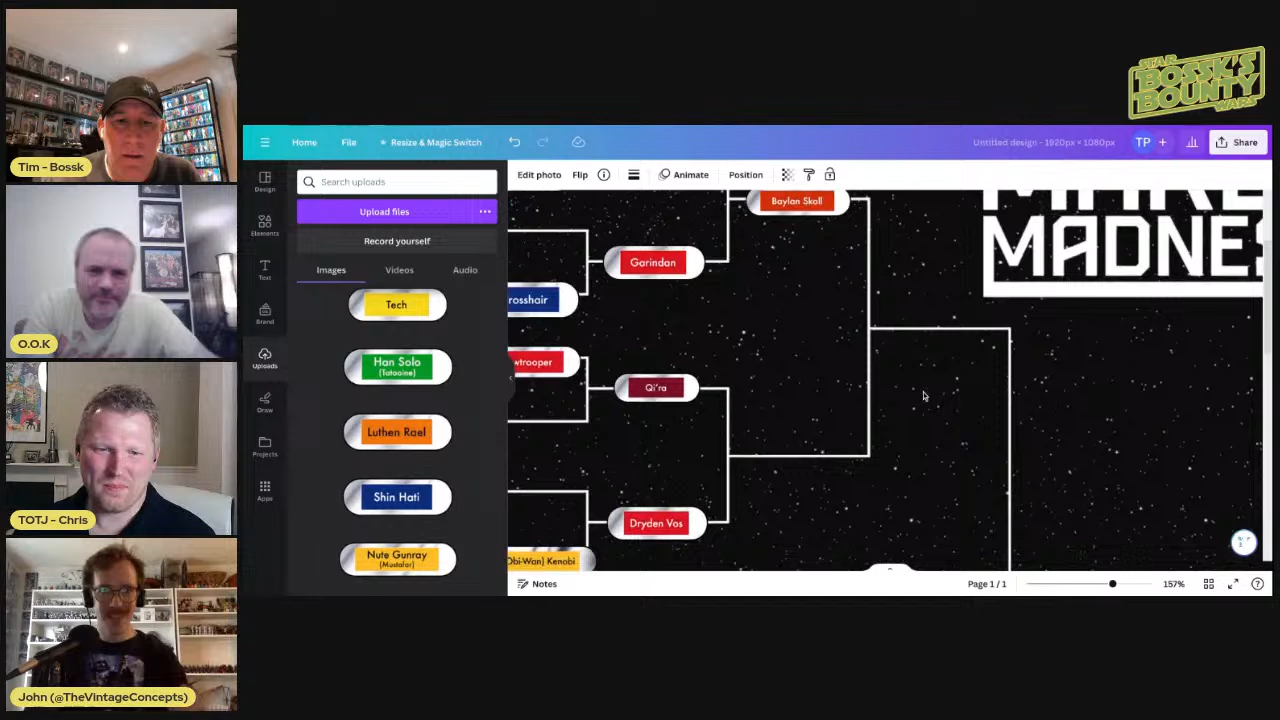 Tim - Bossk
O.O.K
TOTJ - Chris
John (@TheVintageConcepts)
STAR
BOSSK'S
BOUNTY
WARS
Home
File
Resize & Magic Switch
Untitled design - 1920px × 1080px
TP
+
Share
Design
Elements
Text
Brand
Uploads
Draw
Projects
Apps
Search uploads
Upload files
Record yourself
Images
Videos
Audio
Tech
Han Solo
(Tatooine)
Luthen Rael
Shin Hati
Nute Gunray
(Mustafar)
Edit photo
Flip
Animate
Position
Baylan Skoll
Garindan
rosshair
wtrooper
Qi'ra
Dryden Vos
Obi-Wan) Kenobi
MADNES
Notes
Page 1 / 1
157%